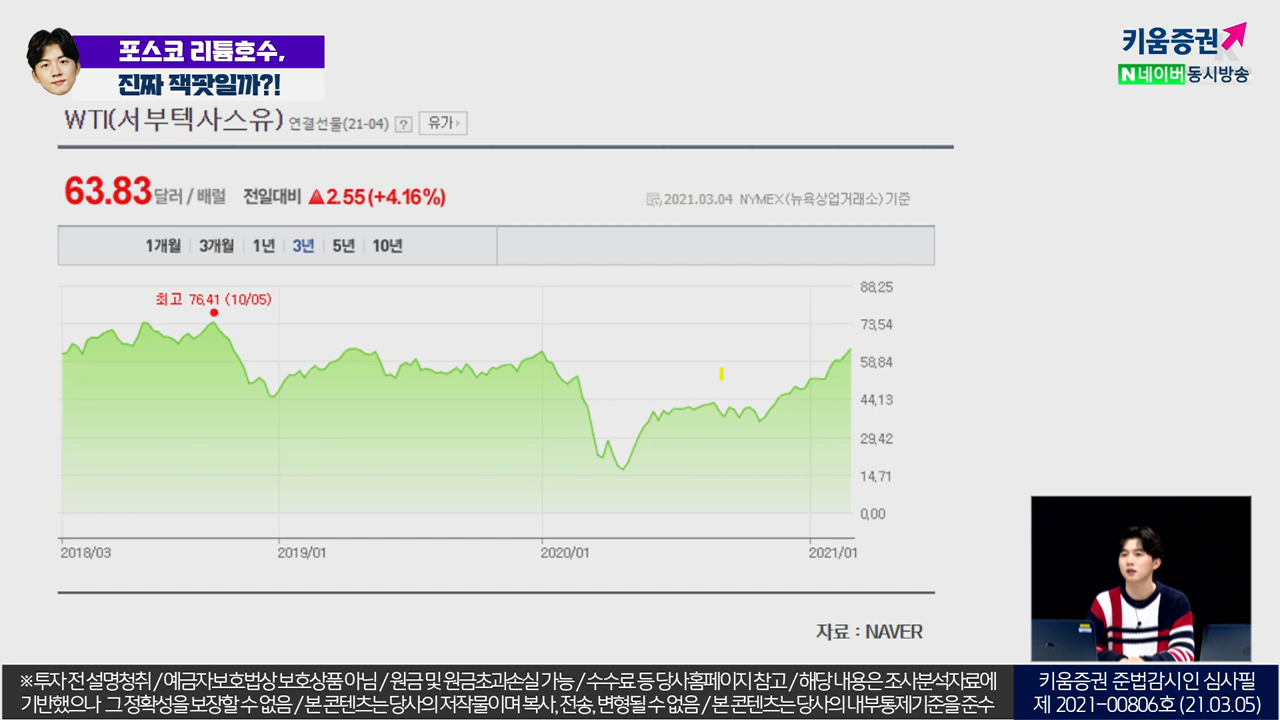 포스코 리튬호수,
진짜 잭팟일까?!
키움증권
N 네이버 동시방송
WTI(서부텍사스유) 연결선물(21-04) ? 유가
63.83 달러 / 배럴 전일대비 ▲2.55(+4.16%)
2021.03.04 NYMEX(뉴욕상업거래소)기준
1개월 3개월 1년 3년 5년 10년
최고 76,41 (10/05)
88,25
73,54
58,84
44,13
29,42
14,71
0,00
2018/03 2019/01 2020/01 2021/01
자료 : NAVER
※ 투자 전 설명청취 / 예금자보호법상 보호상품 아님 / 원금 및 원금초과손실 가능 / 수수료 등 당사홈페이지 참고 / 해당 내용은 조사분석자료에
기반했으나 그 정확성을 보장할 수 없음 / 본 콘텐츠는 당사의 저작물이며 복사, 전송, 변형될 수 없음 / 본 콘텐츠는 당사의 내부통제기준을 준수
키움증권 준법감시인 심사필
제 2021-00806호 (21.03.05)